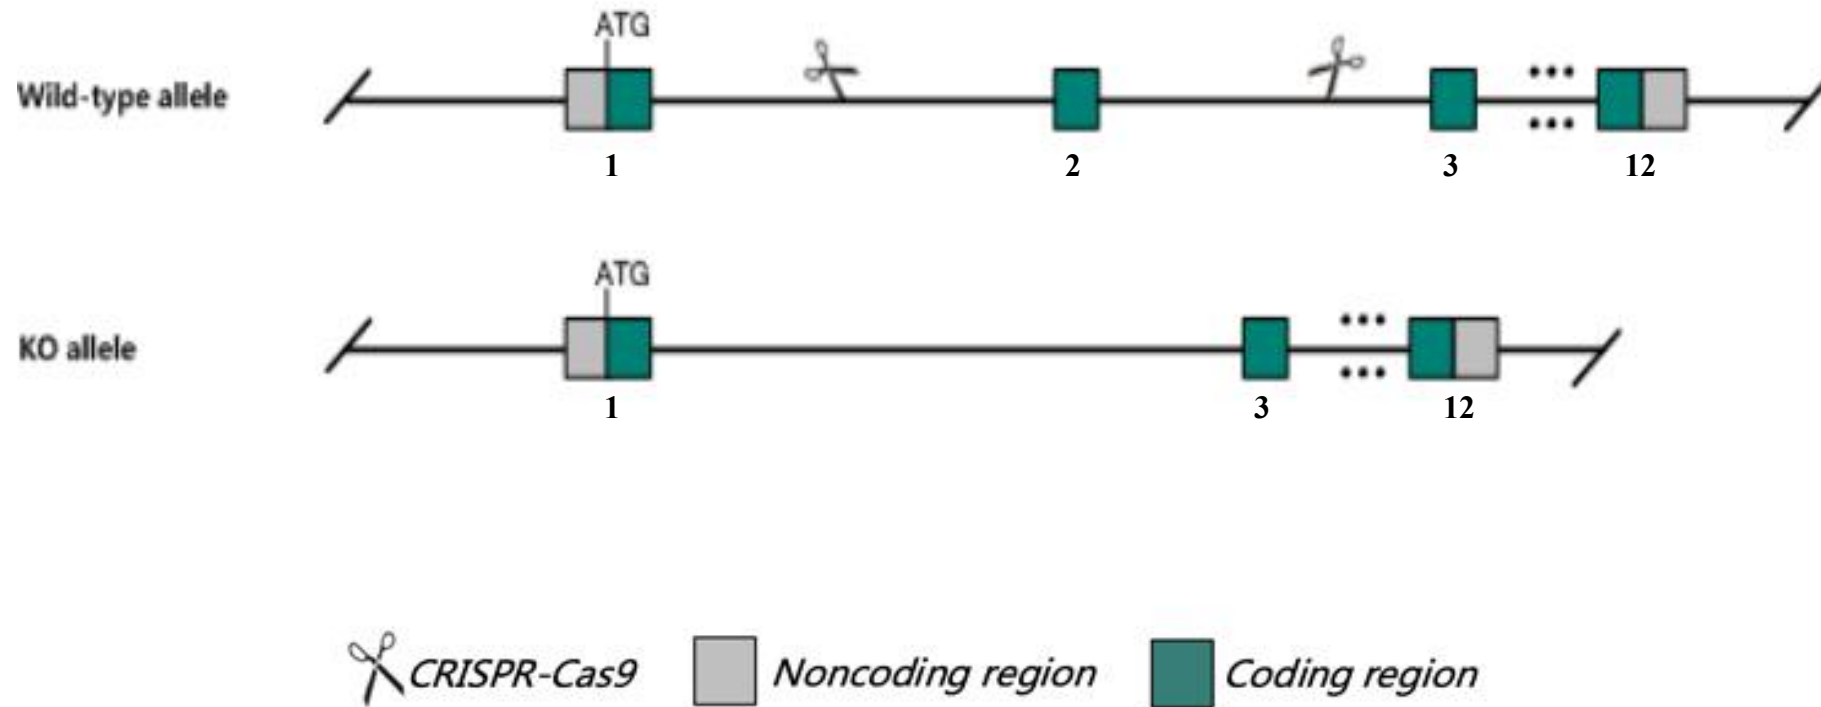 ATG
Wild-type allele
1 2 3 12
ATG
KO allele
1 3 12
CRISPR-Cas9 Noncoding region Coding region